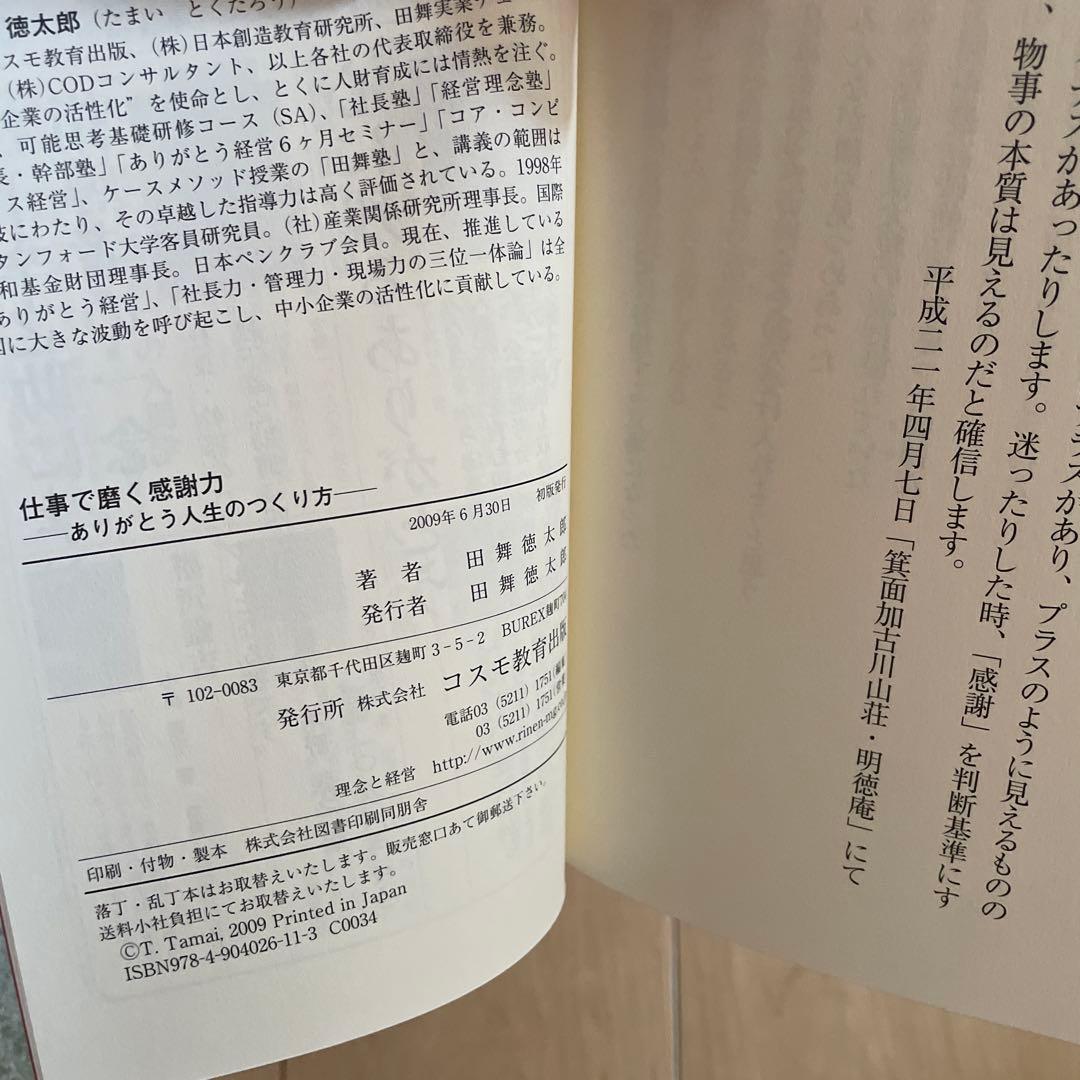 、
ナスがあったりします。
物事の本質は見えるのだと確信します。
があり、プラスのように見えるものの
迷ったりした時、「感謝」を判断基準にす
平成二一年四月七日「箕面加古川山荘・明徳庵」にて
徳太郎（たまい　とくたろう）
スモ教育出版、（株）日本創造教育研究所、田舞実業
（株）CODコンサルタント、以上各社の代表取締役を兼務。
企業の活性化”を使命とし、とくに人財育成には情熱を注ぐ。
、可能思考基礎研修コース（SA）、「社長塾」「経営理念塾」
長・幹部塾」「ありがとう経営６ヶ月セミナー」「コア・コンピ
ス経営」、ケースメソッド授業の「田舞塾」と、講義の範囲は
岐にわたり、その卓越した指導力は高く評価されている。1998年
タンフォード大学客員研究員。（社）産業関係研究所理事長。国際
和基金財団理事長。日本ペンクラブ会員。現在、推進している
ありがとう経営」、「社長力・管理力・現場力の三位一体論」は全
に大きな波動を呼び起こし、中小企業の活性化に貢献している。
仕事で磨く感謝力
――ありがとう人生のつくり方――
2009年６月30日　初版発行
著　者　田　舞　徳　太　郎
発行者　田　舞　徳　太　郎
〒 102-0083　東京都千代田区麹町３-５-２　BUREX麹町
発行所　株式会社　コスモ教育出版
電話03（5211）1751（編集
03（5211）1751（営業
理念と経営　http://www.rinen-mg.co
印刷・付物・製本　株式会社図書印刷同朋舎
落丁・乱丁本はお取替えいたします。販売窓口あて御郵送下さい。
送料小社負担にてお取替えいたします。
©T. Tamai, 2009 Printed in Japan
ISBN978-4-904026-11-3　C0034